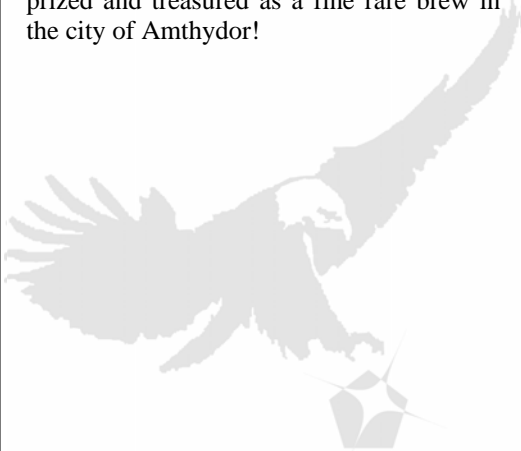 prized and treasured as a fine rare brew in
the city of Amthydor!